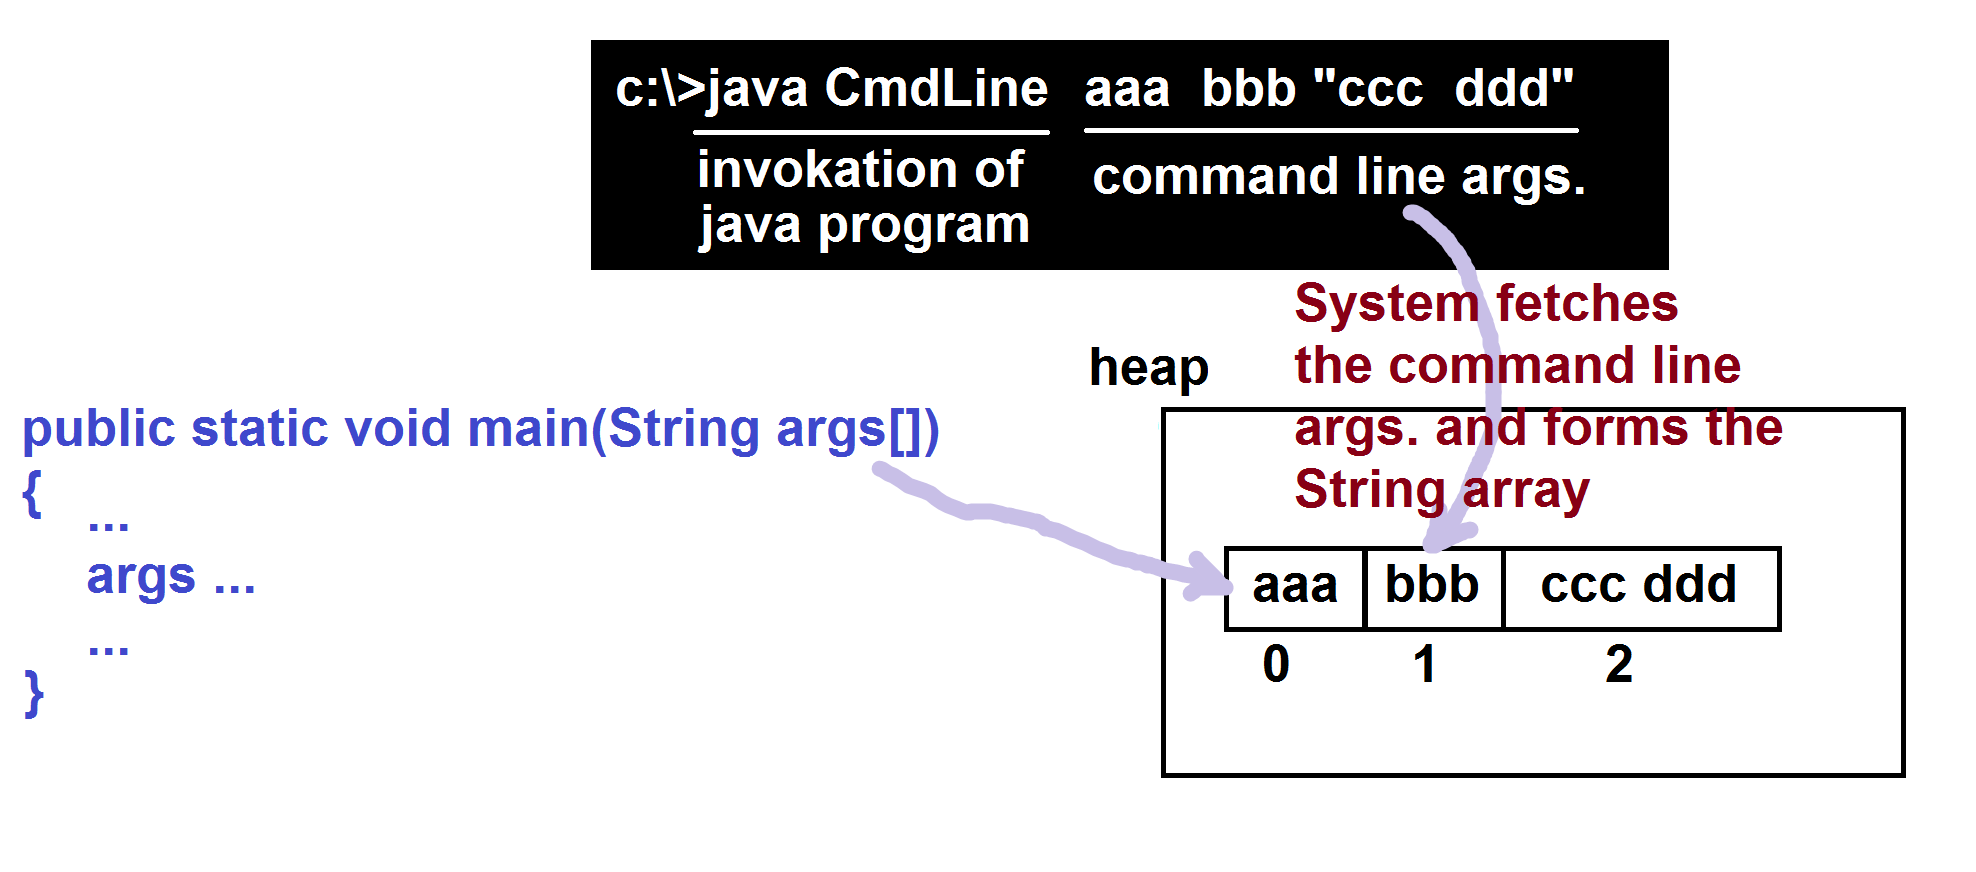 c:\>java CmdLine aaa bbb "ccc ddd"
invokation of
java program
command line args.
System fetches
the command line
args. and forms the
String array
heap
public static void main(String args[])
{
...
args ...
...
}
aaa bbb ccc ddd
0 1 2